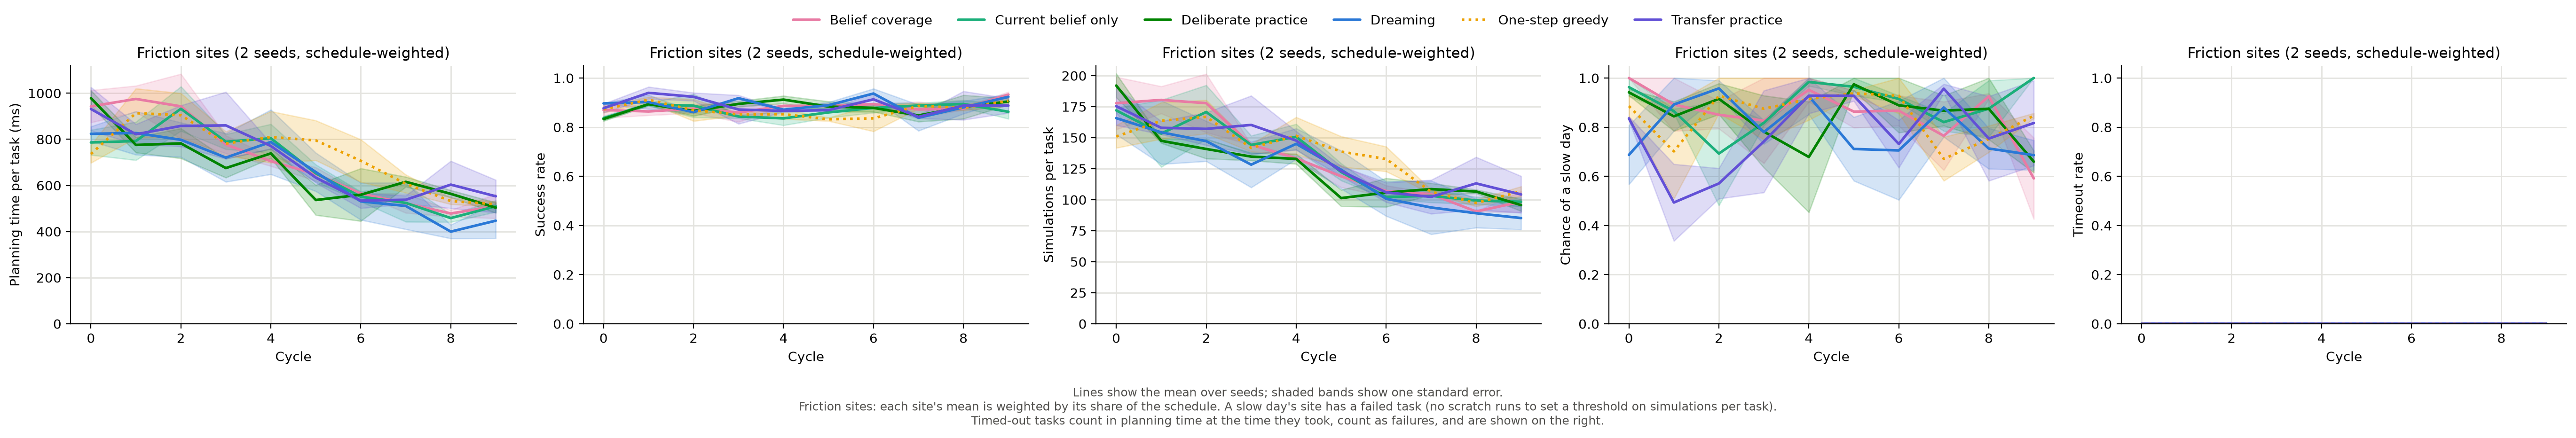 Belief coverage Current belief only Deliberate practice Dreaming One-step greedy Transfer practice
Friction sites (2 seeds, schedule-weighted)
Planning time per task (ms)
1000
800
600
400
200
0
0 2 4 6 8
Cycle
Friction sites (2 seeds, schedule-weighted)
Success rate
1.0
0.8
0.6
0.4
0.2
0.0
0 2 4 6 8
Cycle
Friction sites (2 seeds, schedule-weighted)
Simulations per task
200
175
150
125
100
75
50
25
0
0 2 4 6 8
Cycle
Friction sites (2 seeds, schedule-weighted)
Chance of a slow day
1.0
0.8
0.6
0.4
0.2
0.0
0 2 4 6 8
Cycle
Friction sites (2 seeds, schedule-weighted)
Timeout rate
1.0
0.8
0.6
0.4
0.2
0.0
0 2 4 6 8
Cycle
Lines show the mean over seeds; shaded bands show one standard error.
Friction sites: each site's mean is weighted by its share of the schedule. A slow day's site has a failed task (no scratch runs to set a threshold on simulations per task).
Timed-out tasks count in planning time at the time they took, count as failures, and are shown on the right.